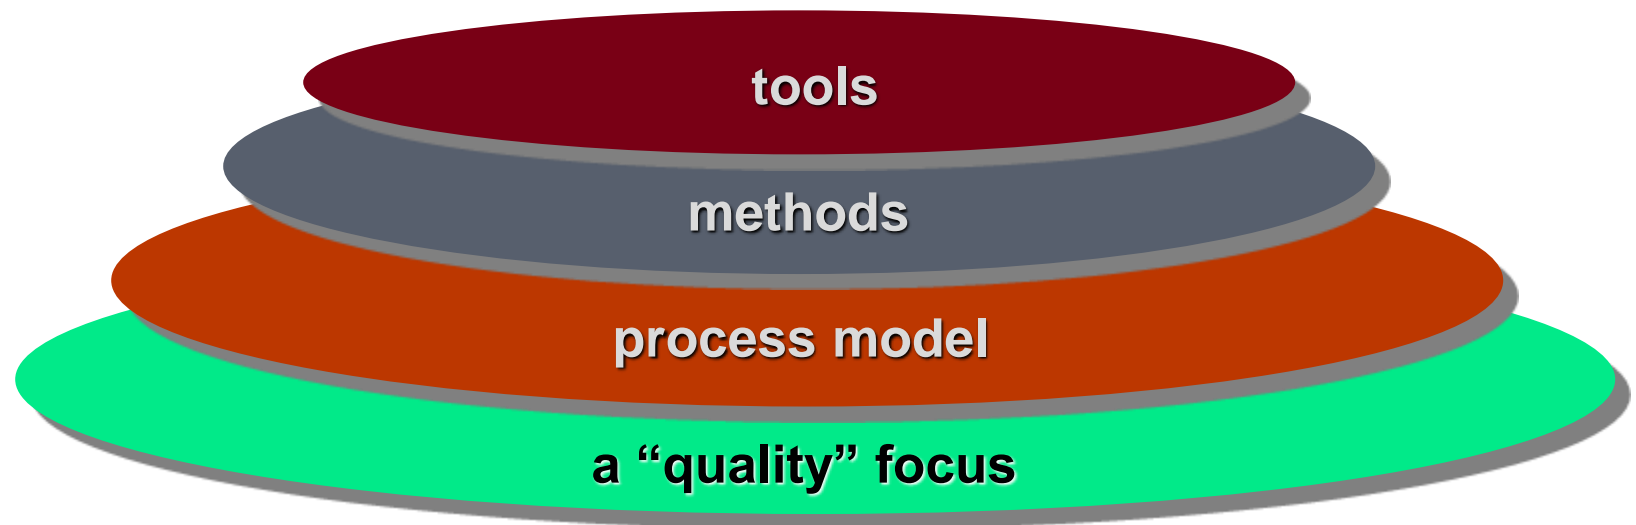 tools
methods
process model
a “quality” focus